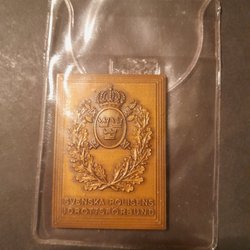 SVENSKA POLISENS
IDROTTSFÖRBUND